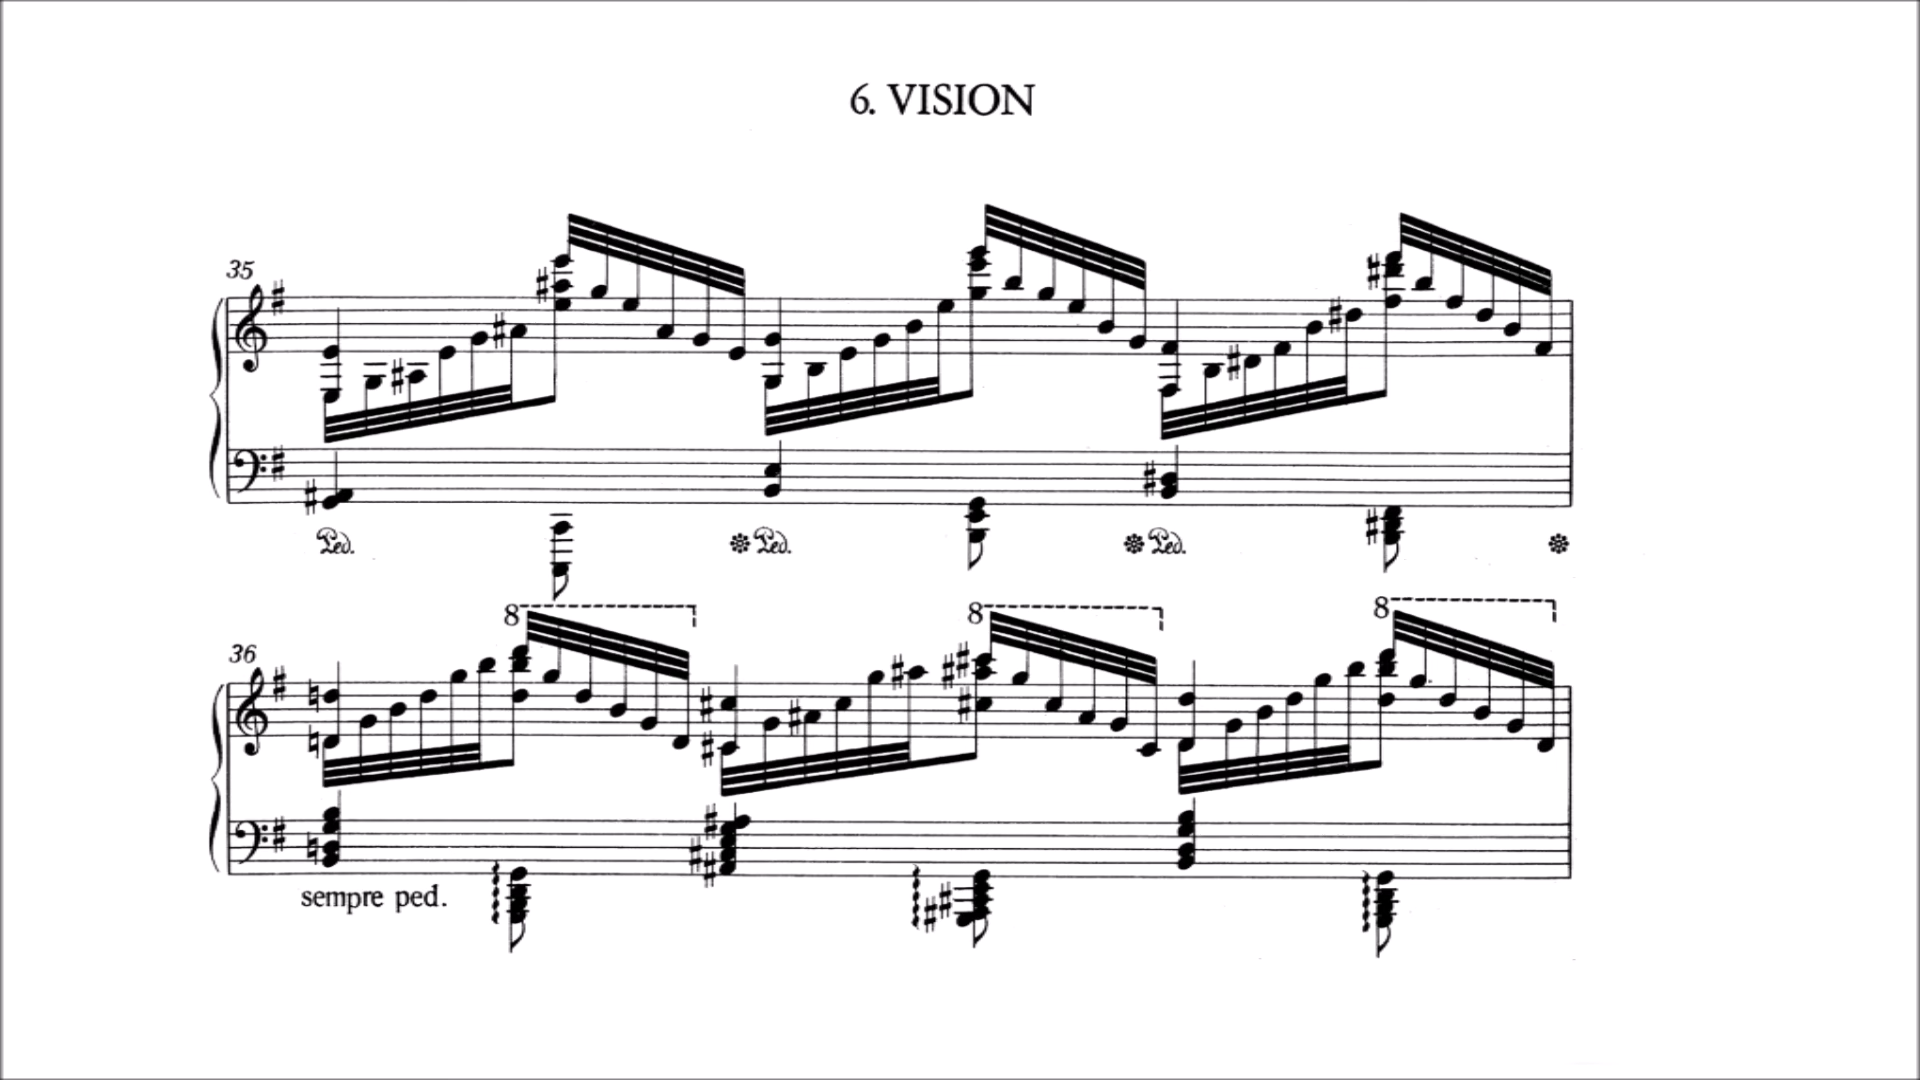 6. VISION
35
Ped. Ped. Ped.
8 8 8
36
sempre ped.